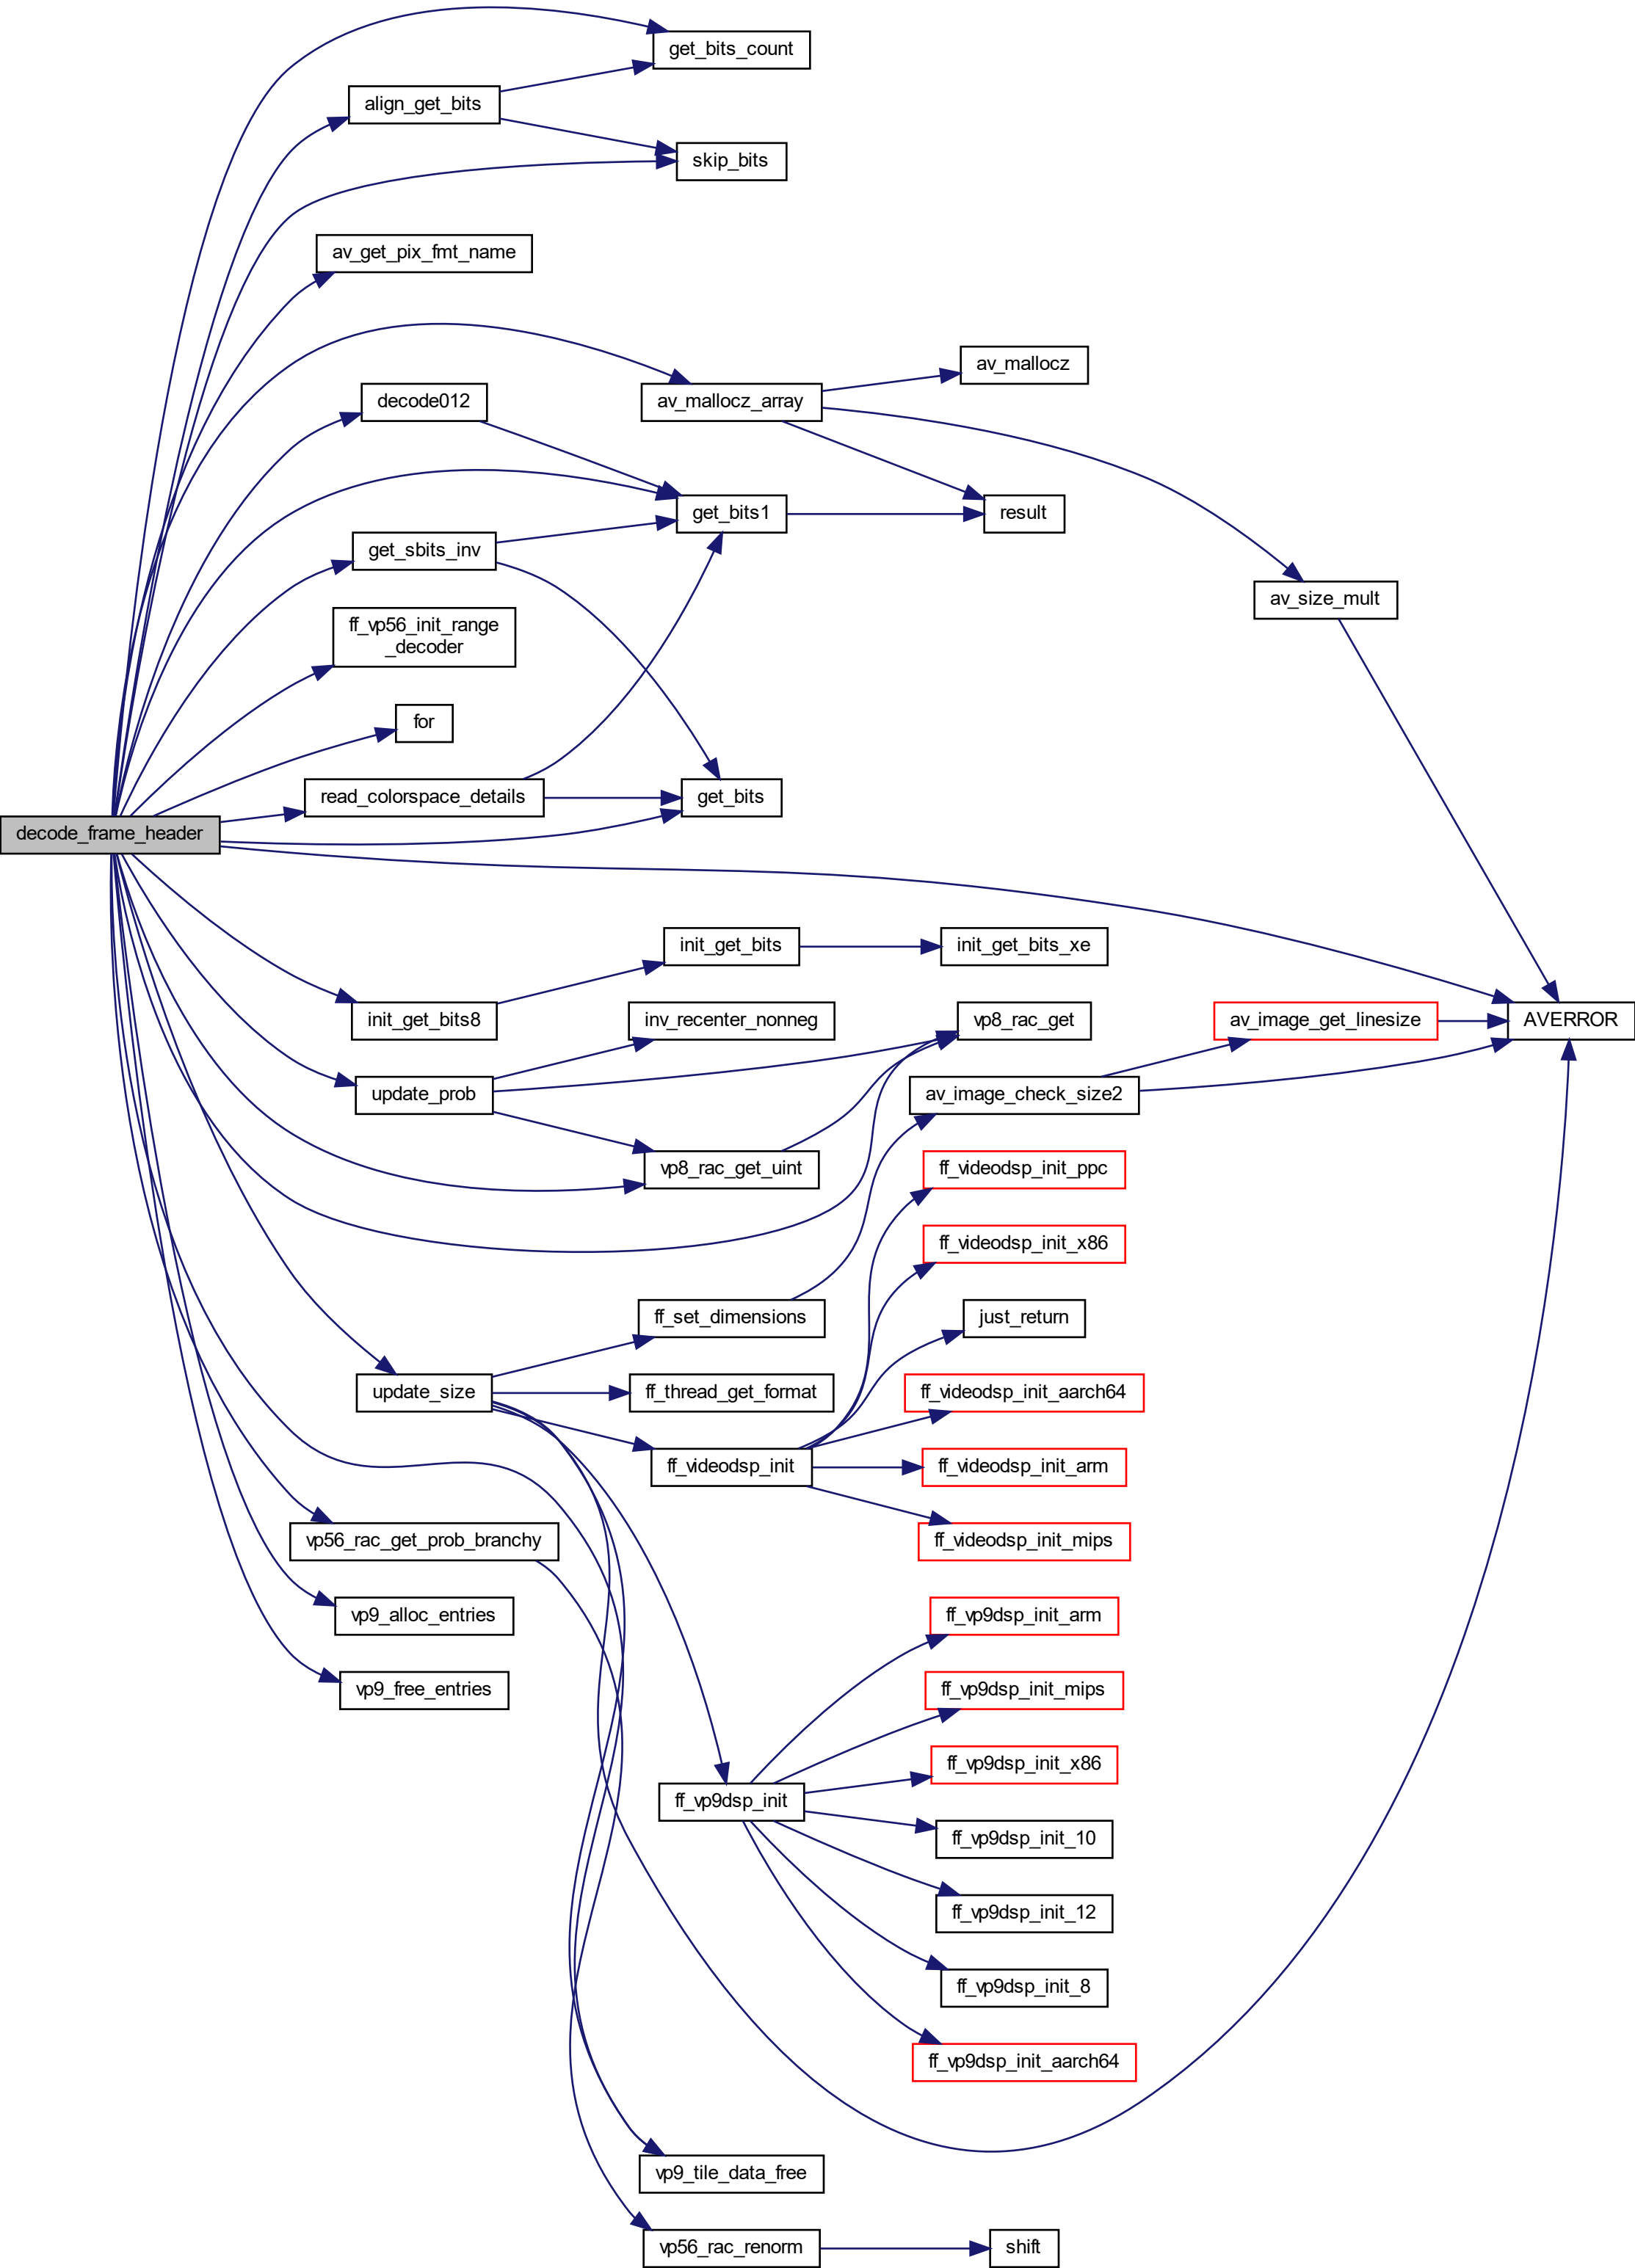 get_bits_count
align_get_bits
skip_bits
av_get_pix_fmt_name
av_mallocz
decode012
av_mallocz_array
get_bits1
result
get_sbits_inv
av_size_mult
ff_vp56_init_range
_decoder
for
read_colorspace_details
get_bits
decode_frame_header
init_get_bits
init_get_bits_xe
init_get_bits8
inv_recenter_nonneg
vp8_rac_get
av_image_get_linesize
AVERROR
update_prob
av_image_check_size2
vp8_rac_get_uint
ff_videodsp_init_ppc
ff_videodsp_init_x86
ff_set_dimensions
just_return
update_size
ff_thread_get_format
ff_videodsp_init_aarch64
ff_videodsp_init
ff_videodsp_init_arm
vp56_rac_get_prob_branchy
ff_videodsp_init_mips
vp9_alloc_entries
ff_vp9dsp_init_arm
vp9_free_entries
ff_vp9dsp_init_mips
ff_vp9dsp_init_x86
ff_vp9dsp_init
ff_vp9dsp_init_10
ff_vp9dsp_init_12
ff_vp9dsp_init_8
ff_vp9dsp_init_aarch64
vp9_tile_data_free
vp56_rac_renorm
shift